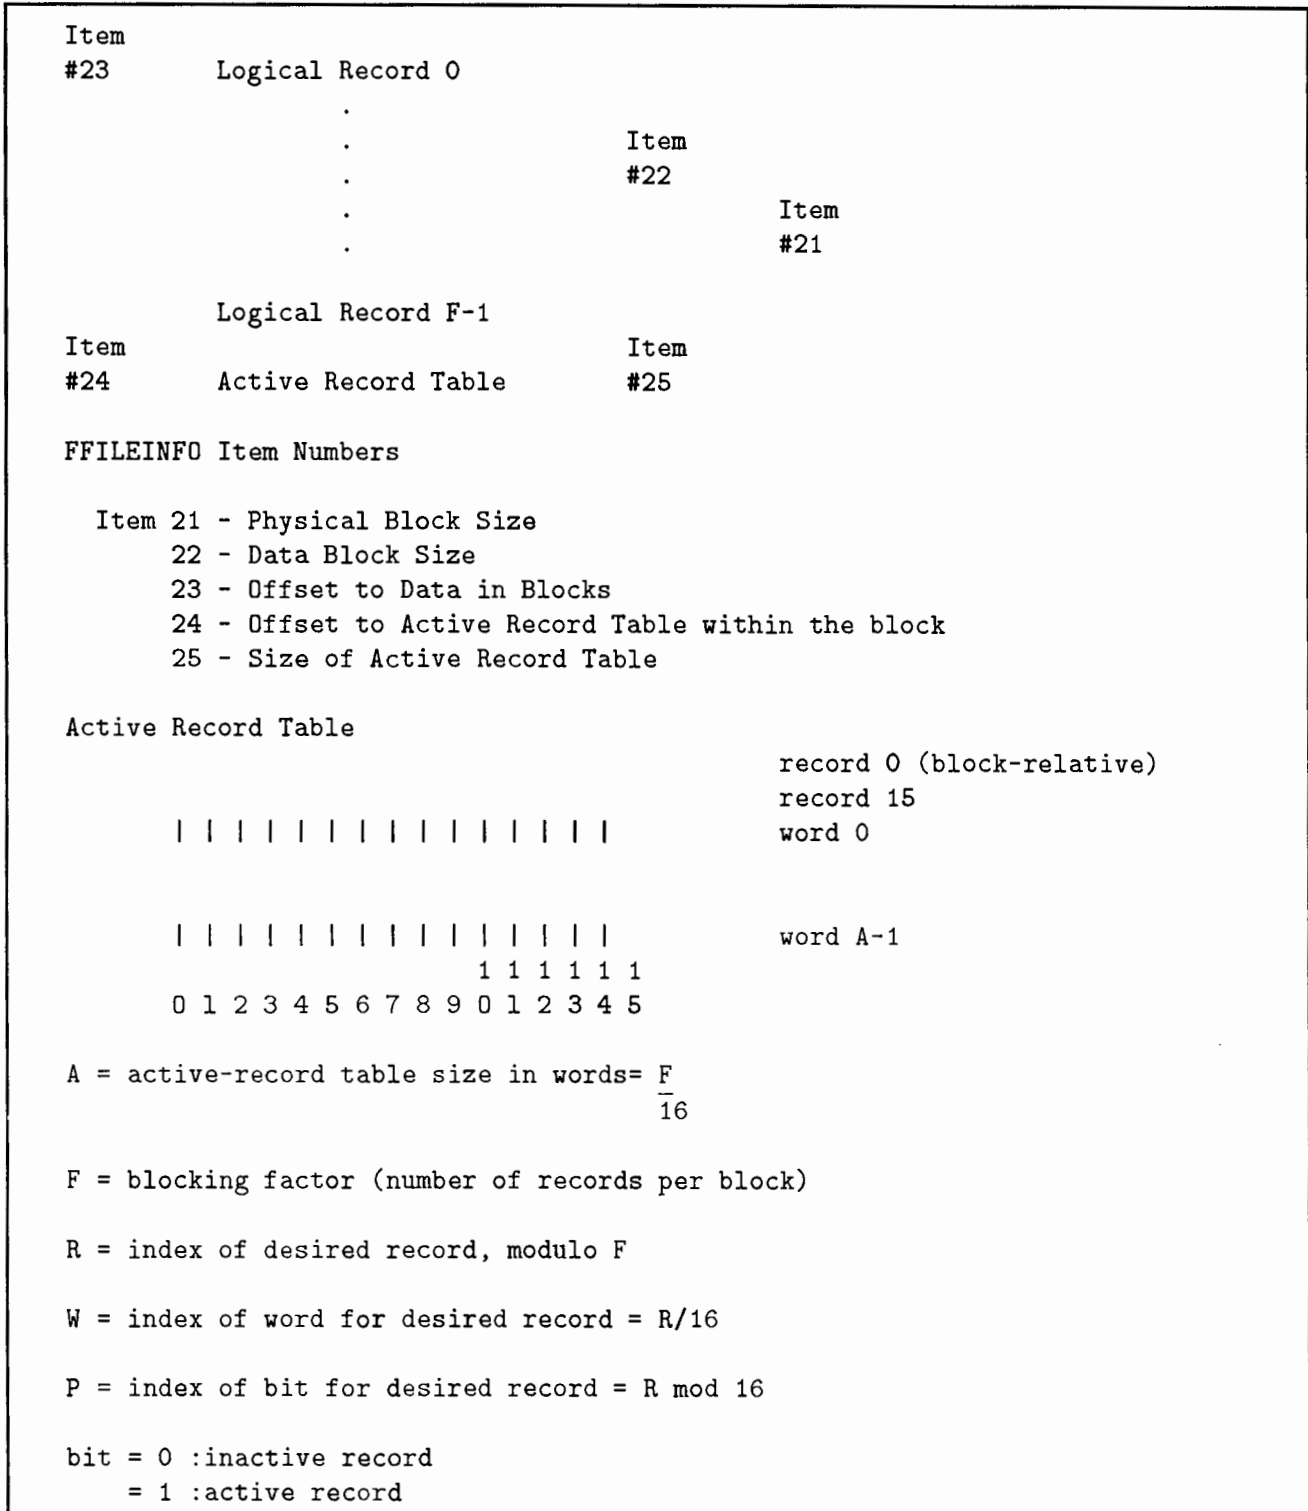 Item
#23 Logical Record 0
.
. Item
. #22
. Item
. #21
Logical Record F-1
Item Item
#24 Active Record Table #25
FFILEINFO Item Numbers
Item 21 - Physical Block Size
22 - Data Block Size
23 - Offset to Data in Blocks
24 - Offset to Active Record Table within the block
25 - Size of Active Record Table
Active Record Table
record 0 (block-relative)
record 15
| | | | | | | | | | | | | | | word 0
| | | | | | | | | | | | | | | word A-1
1 1 1 1 1 1
0 1 2 3 4 5 6 7 8 9 0 1 2 3 4 5
A = active-record table size in words= F
16
F = blocking factor (number of records per block)
R = index of desired record, modulo F
W = index of word for desired record = R/16
P = index of bit for desired record = R mod 16
bit = 0 :inactive record
= 1 :active record